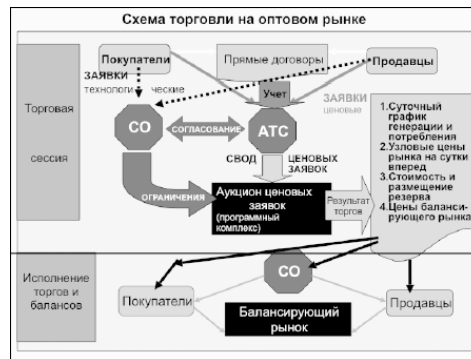 Схема торговли на оптовом рынке
Покупатели
Прямые договоры
Продавцы
ЗАЯВКИ
технологи ческие
Учет
ЗАЯВКИ
ценовые
Торговая
сессия
СО
СОГЛАСОВАНИЕ
АТС
СВОД ЦЕНОВЫХ
ЗАЯВОК
ОГРАНИЧЕНИЯ
Аукцион ценовых
заявок
(программный
комплекс)
Результат
торгов
1.Суточный
график
генерации и
потребления
2.Узловые цены
рынка на сутки
вперед
3.Стоимость и
размещение
резерва
4.Цены баланси-
рующего рынка
Исполнение
торгов и
балансов
СО
Покупатели
Продавцы
Балансирующий
рынок